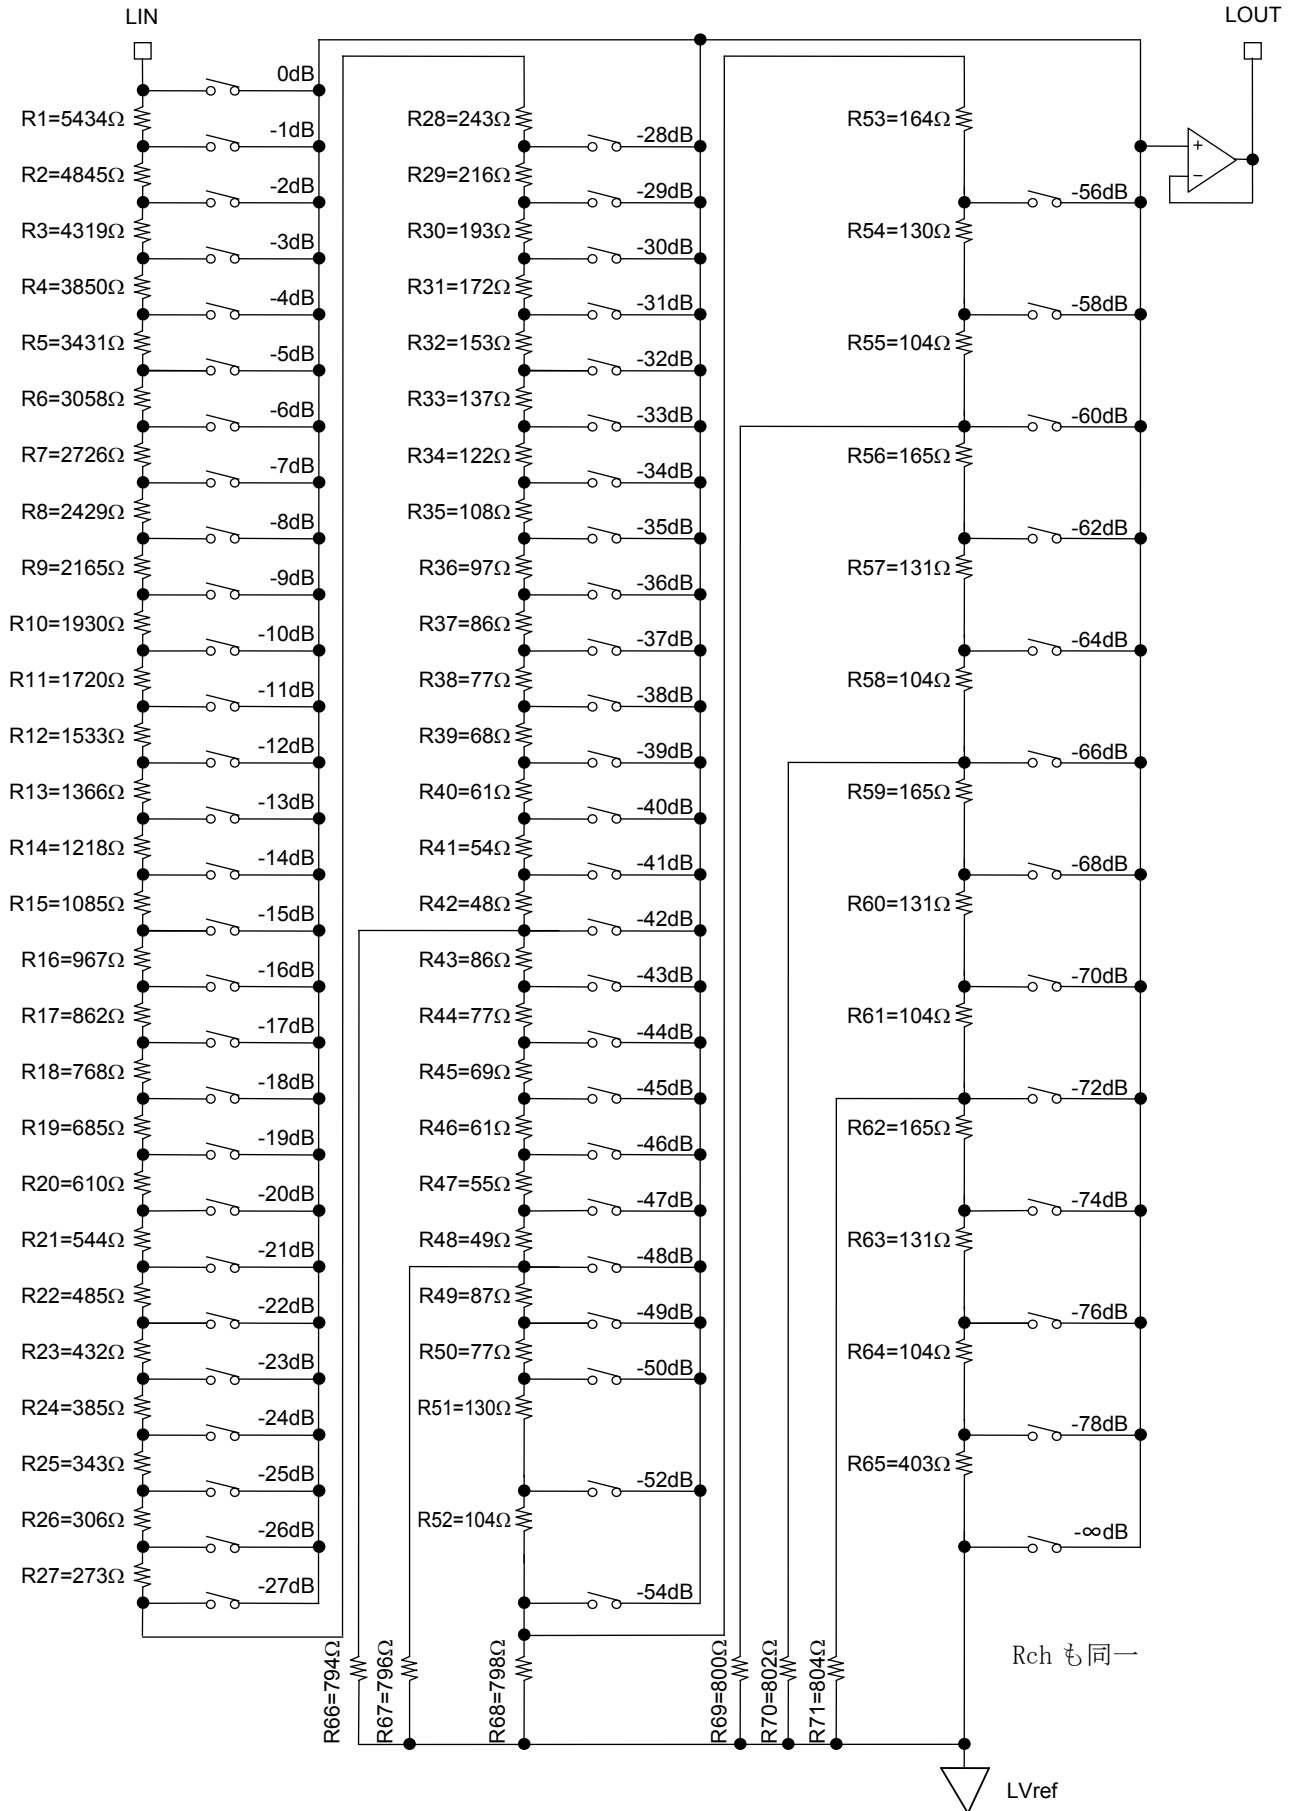 LIN
LOUT
0dB
R1=5434Ω
-1dB
R2=4845Ω
-2dB
R3=4319Ω
-3dB
R4=3850Ω
-4dB
R5=3431Ω
-5dB
R6=3058Ω
-6dB
R7=2726Ω
-7dB
R8=2429Ω
-8dB
R9=2165Ω
-9dB
R10=1930Ω
-10dB
R11=1720Ω
-11dB
R12=1533Ω
-12dB
R13=1366Ω
-13dB
R14=1218Ω
-14dB
R15=1085Ω
-15dB
R16=967Ω
-16dB
R17=862Ω
-17dB
R18=768Ω
-18dB
R19=685Ω
-19dB
R20=610Ω
-20dB
R21=544Ω
-21dB
R22=485Ω
-22dB
R23=432Ω
-23dB
R24=385Ω
-24dB
R25=343Ω
-25dB
R26=306Ω
-26dB
R27=273Ω
-27dB
R28=243Ω
-28dB
R29=216Ω
-29dB
R30=193Ω
-30dB
R31=172Ω
-31dB
R32=153Ω
-32dB
R33=137Ω
-33dB
R34=122Ω
-34dB
R35=108Ω
-35dB
R36=97Ω
-36dB
R37=86Ω
-37dB
R38=77Ω
-38dB
R39=68Ω
-39dB
R40=61Ω
-40dB
R41=54Ω
-41dB
R42=48Ω
-42dB
R43=86Ω
-43dB
R44=77Ω
-44dB
R45=69Ω
-45dB
R46=61Ω
-46dB
R47=55Ω
-47dB
R48=49Ω
-48dB
R49=87Ω
-49dB
R50=77Ω
-50dB
R51=130Ω
-52dB
R52=104Ω
-54dB
R53=164Ω
-56dB
R54=130Ω
-58dB
R55=104Ω
-60dB
R56=165Ω
-62dB
R57=131Ω
-64dB
R58=104Ω
-66dB
R59=165Ω
-68dB
R60=131Ω
-70dB
R61=104Ω
-72dB
R62=165Ω
-74dB
R63=131Ω
-76dB
R64=104Ω
-78dB
R65=403Ω
-∞dB
+
−
R66=794Ω
R67=796Ω
R68=798Ω
R69=800Ω
R70=802Ω
R71=804Ω
Rch も同一
LVref